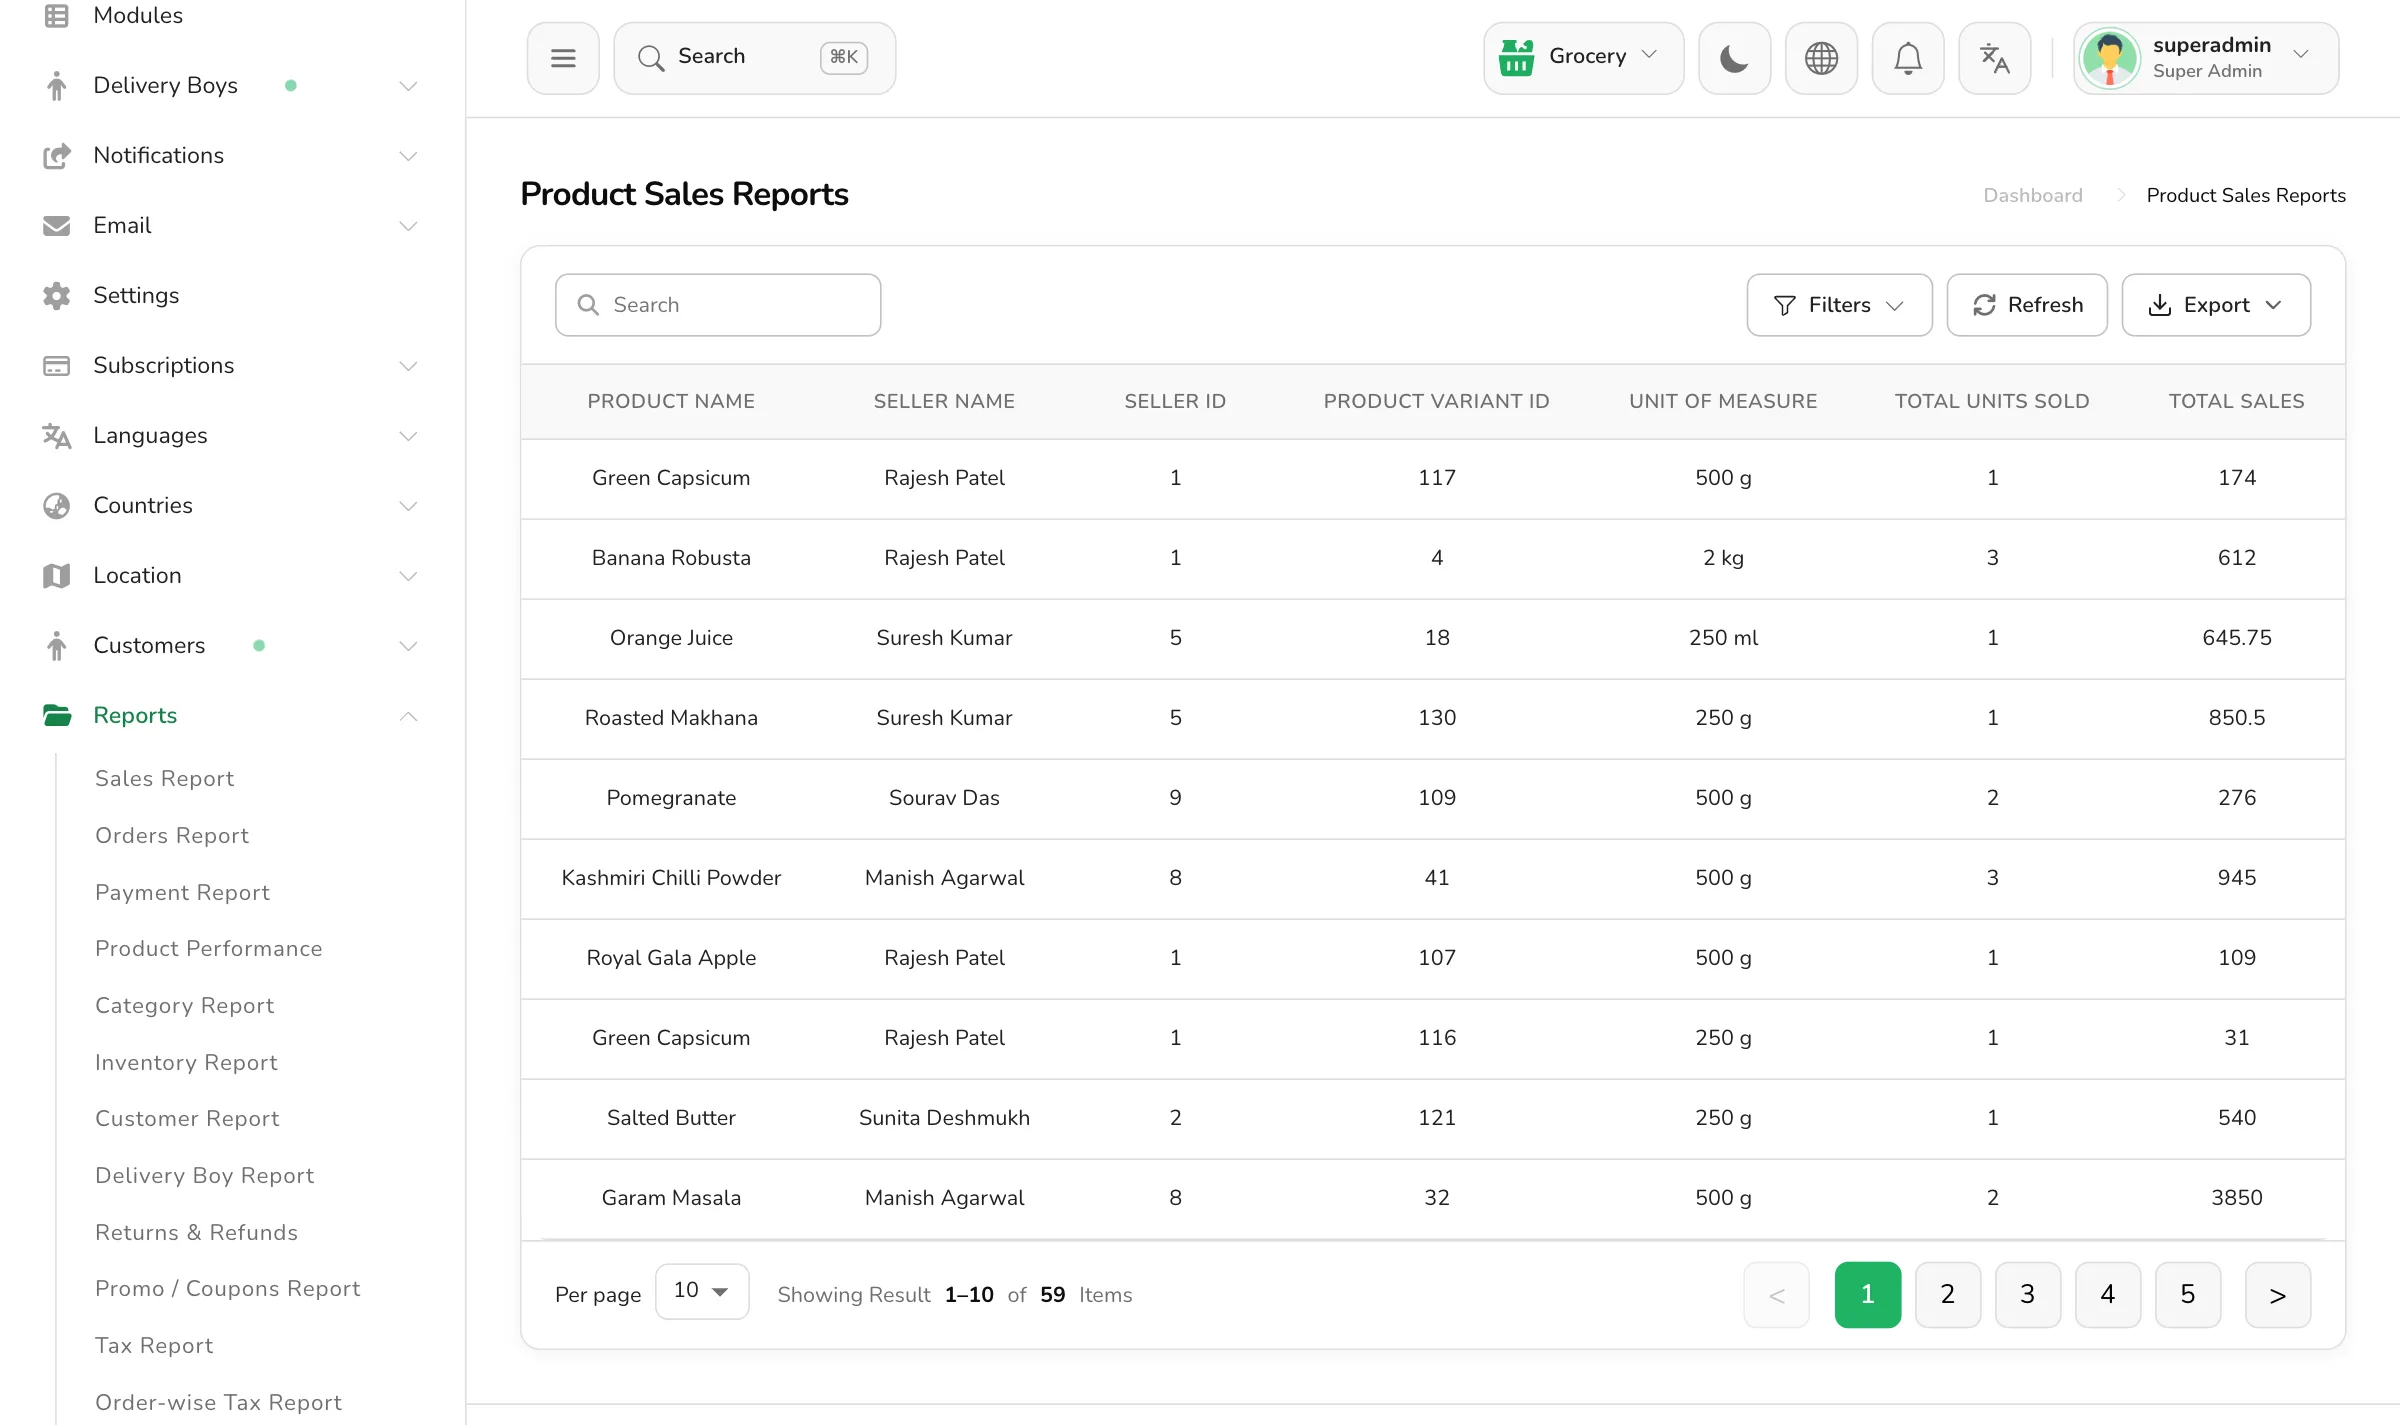 Modules
Delivery Boys
Notifications
Email
Settings
Subscriptions
Languages
Countries
Location
Customers
Reports
Sales Report
Orders Report
Payment Report
Product Performance
Category Report
Inventory Report
Customer Report
Delivery Boy Report
Returns & Refunds
Promo / Coupons Report
Tax Report
Order-wise Tax Report
Search ⌘K Grocery superadmin
Super Admin
Product Sales Reports Dashboard > Product Sales Reports
Search Filters Refresh Export
PRODUCT NAME SELLER NAME SELLER ID PRODUCT VARIANT ID UNIT OF MEASURE TOTAL UNITS SOLD TOTAL SALES
Green Capsicum Rajesh Patel 1 117 500 g 1 174
Banana Robusta Rajesh Patel 1 4 2 kg 3 612
Orange Juice Suresh Kumar 5 18 250 ml 1 645.75
Roasted Makhana Suresh Kumar 5 130 250 g 1 850.5
Pomegranate Sourav Das 9 109 500 g 2 276
Kashmiri Chilli Powder Manish Agarwal 8 41 500 g 3 945
Royal Gala Apple Rajesh Patel 1 107 500 g 1 109
Green Capsicum Rajesh Patel 1 116 250 g 1 31
Salted Butter Sunita Deshmukh 2 121 250 g 1 540
Garam Masala Manish Agarwal 8 32 500 g 2 3850
Per page 10 Showing Result 1–10 of 59 Items < 1 2 3 4 5 >